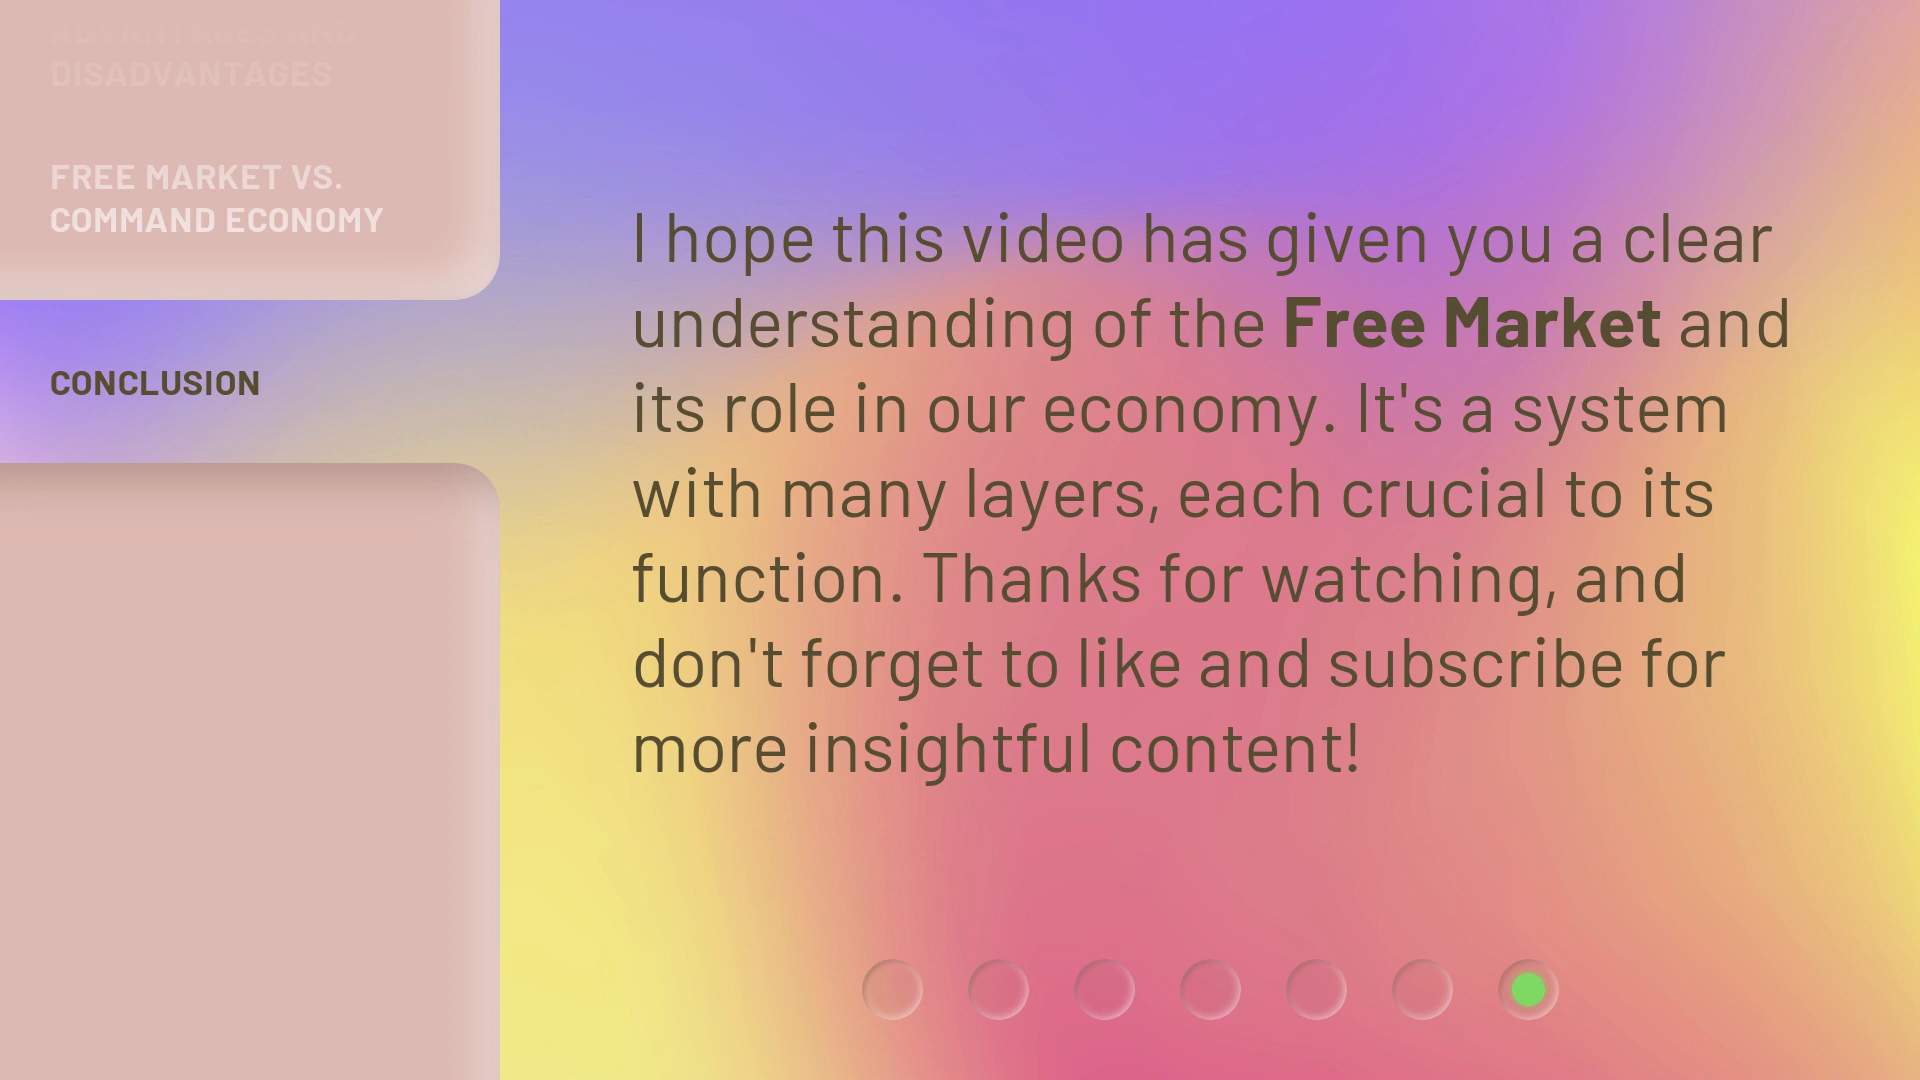 ADVANTAGES AND
DISADVANTAGES
FREE MARKET VS.
COMMAND ECONOMY
CONCLUSION
I hope this video has given you a clear
understanding of the Free Market and
its role in our economy. It's a system
with many layers, each crucial to its
function. Thanks for watching, and
don't forget to like and subscribe for
more insightful content!